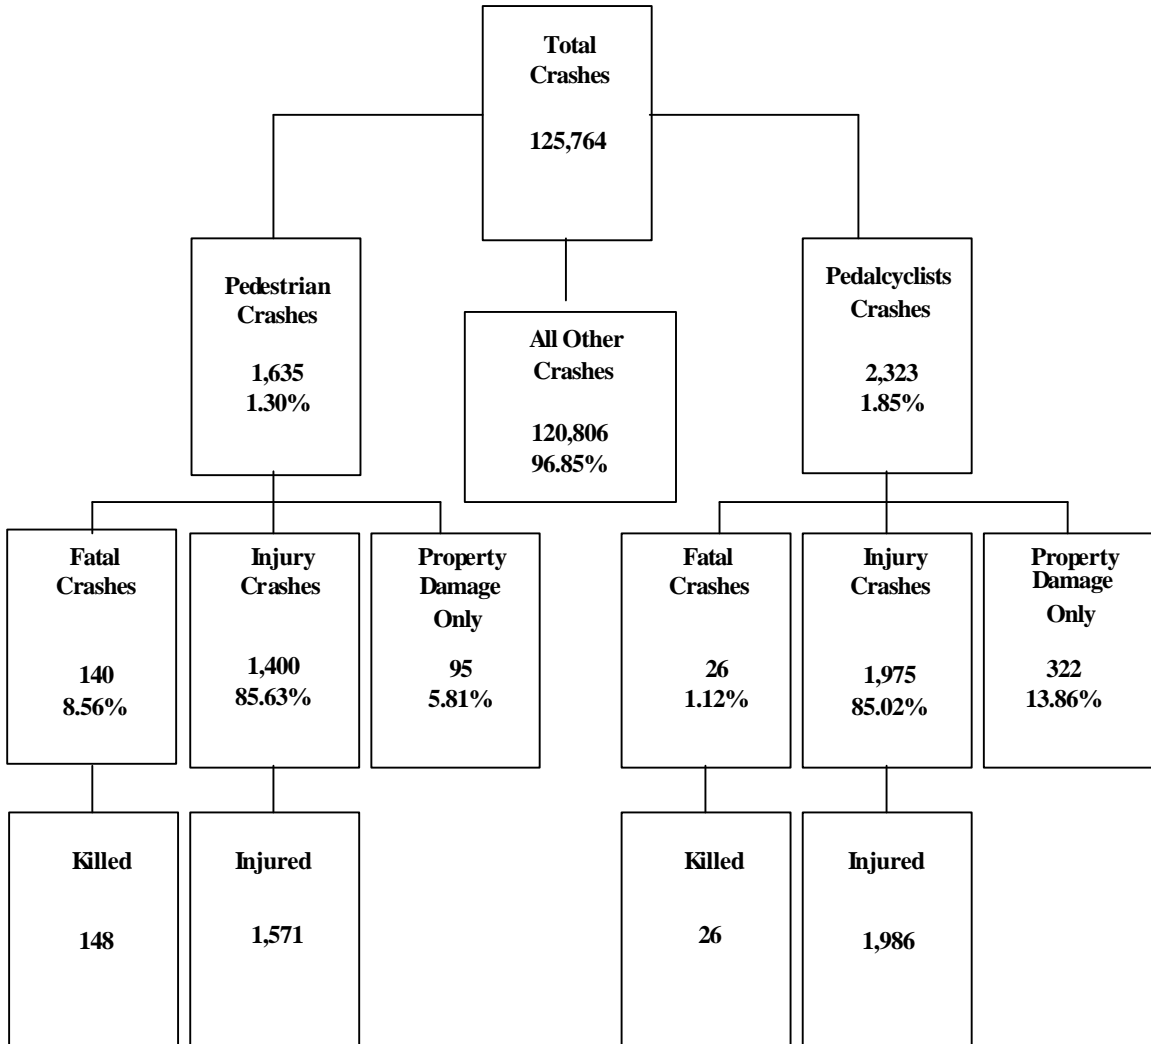 Total
Crashes
125,764
Pedestrian
Crashes
1,635
1.30%
All Other
Crashes
120,806
96.85%
Pedalcyclists
Crashes
2,323
1.85%
Fatal
Crashes
140
8.56%
Injury
Crashes
1,400
85.63%
Property
Damage
Only
95
5.81%
Fatal
Crashes
26
1.12%
Injury
Crashes
1,975
85.02%
Property
Damage
Only
322
13.86%
Killed
148
Injured
1,571
Killed
26
Injured
1,986